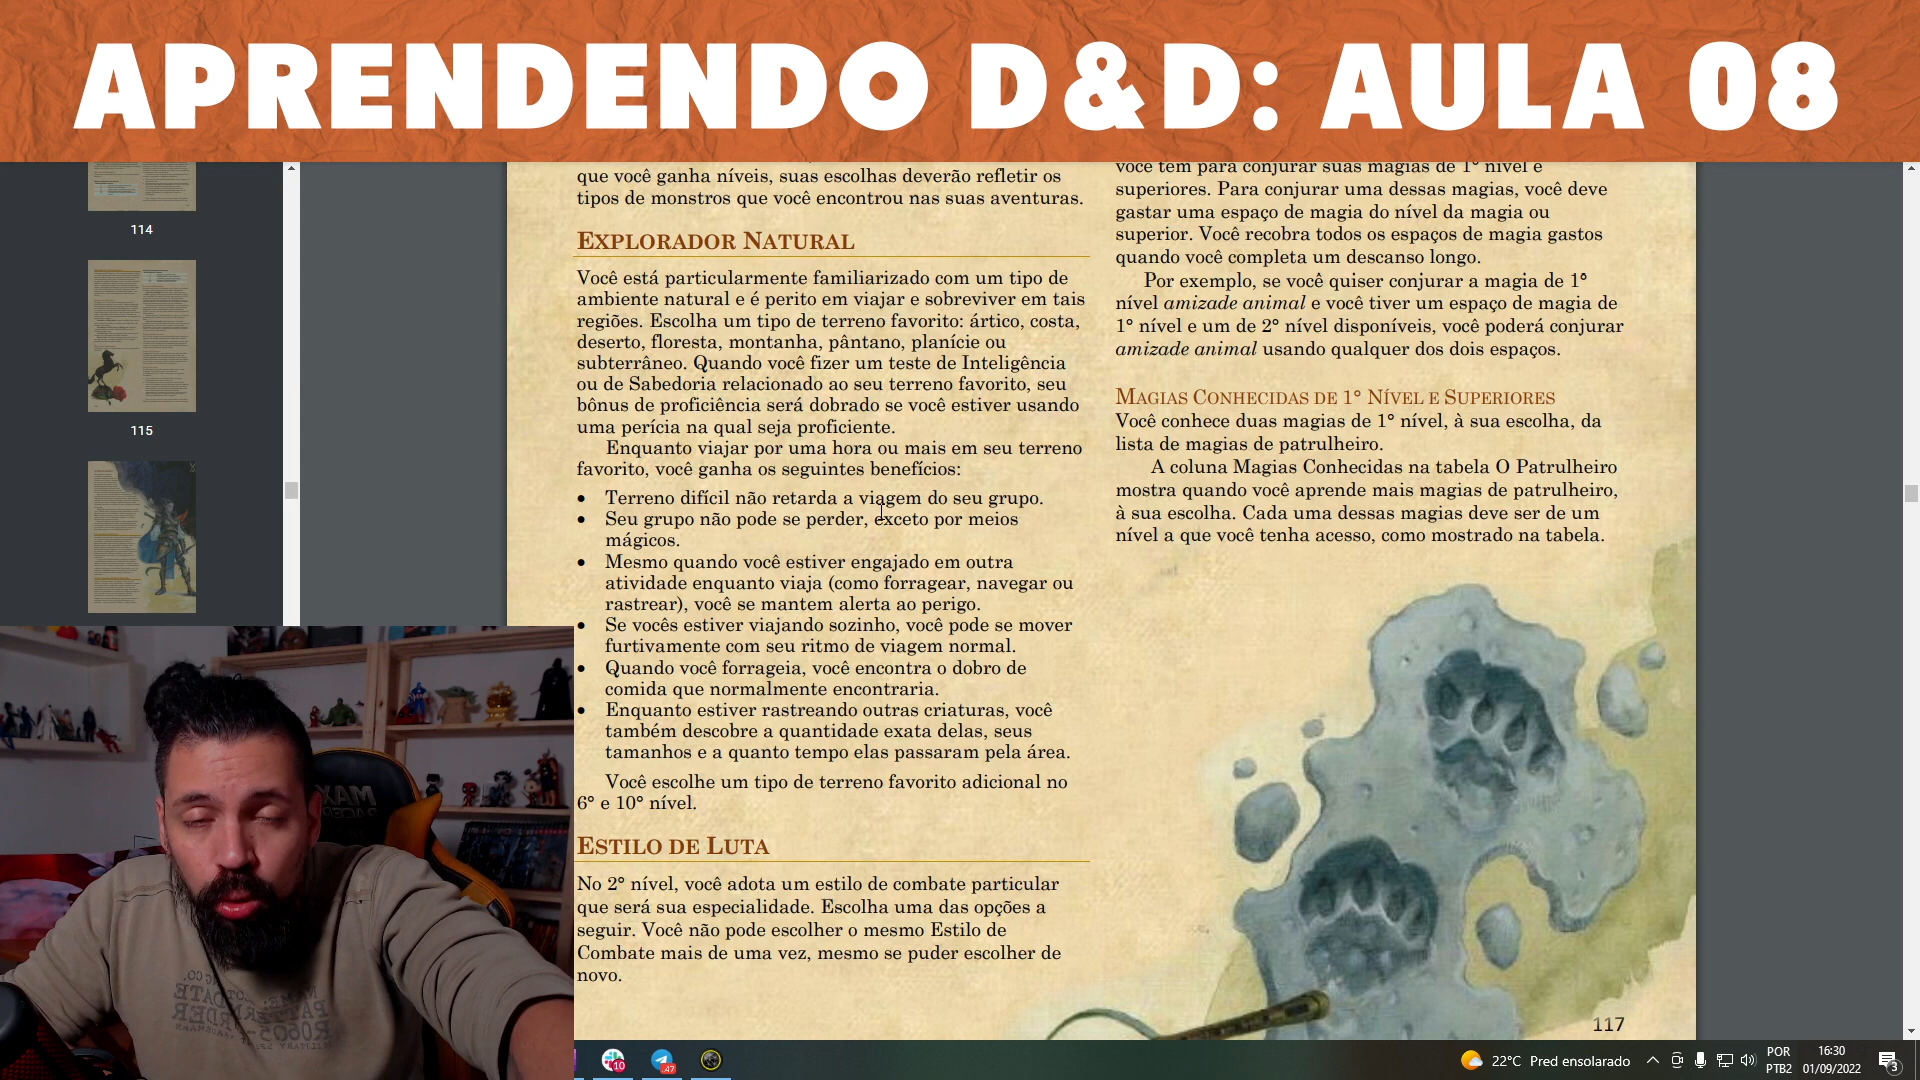 APRENDENDO D&D: AULA 08
114
115
que você ganha níveis, suas escolhas deverão refletir os
tipos de monstros que você encontrou nas suas aventuras.
EXPLORADOR NATURAL
Você está particularmente familiarizado com um tipo de
ambiente natural e é perito em viajar e sobreviver em tais
regiões. Escolha um tipo de terreno favorito: ártico, costa,
deserto, floresta, montanha, pântano, planície ou
subterrâneo. Quando você fizer um teste de Inteligência
ou de Sabedoria relacionado ao seu terreno favorito, seu
bônus de proficiência será dobrado se você estiver usando
uma perícia na qual seja proficiente.
Enquanto viajar por uma hora ou mais em seu terreno
favorito, você ganha os seguintes benefícios:
• Terreno difícil não retarda a viagem do seu grupo.
• Seu grupo não pode se perder, exceto por meios
mágicos.
• Mesmo quando você estiver engajado em outra
atividade enquanto viaja (como forragear, navegar ou
rastrear), você se mantem alerta ao perigo.
• Se vocês estiver viajando sozinho, você pode se mover
furtivamente com seu ritmo de viagem normal.
• Quando você forrageia, você encontra o dobro de
comida que normalmente encontraria.
• Enquanto estiver rastreando outras criaturas, você
também descobre a quantidade exata delas, seus
tamanhos e a quanto tempo elas passaram pela área.
Você escolhe um tipo de terreno favorito adicional no
6° e 10° nível.
ESTILO DE LUTA
No 2° nível, você adota um estilo de combate particular
que será sua especialidade. Escolha uma das opções a
seguir. Você não pode escolher o mesmo Estilo de
Combate mais de uma vez, mesmo se puder escolher de
novo.
você tem para conjurar suas magias de 1° nível e
superiores. Para conjurar uma dessas magias, você deve
gastar uma espaço de magia do nível da magia ou
superior. Você recobra todos os espaços de magia gastos
quando você completa um descanso longo.
Por exemplo, se você quiser conjurar a magia de 1°
nível amizade animal e você tiver um espaço de magia de
1° nível e um de 2° nível disponíveis, você poderá conjurar
amizade animal usando qualquer dos dois espaços.
MAGIAS CONHECIDAS DE 1° NÍVEL E SUPERIORES
Você conhece duas magias de 1° nível, à sua escolha, da
lista de magias de patrulheiro.
A coluna Magias Conhecidas na tabela O Patrulheiro
mostra quando você aprende mais magias de patrulheiro,
à sua escolha. Cada uma dessas magias deve ser de um
nível a que você tenha acesso, como mostrado na tabela.
117
MAX
10
47
22°C Pred ensolarado
POR
PTB2
16:30
01/09/2022
3